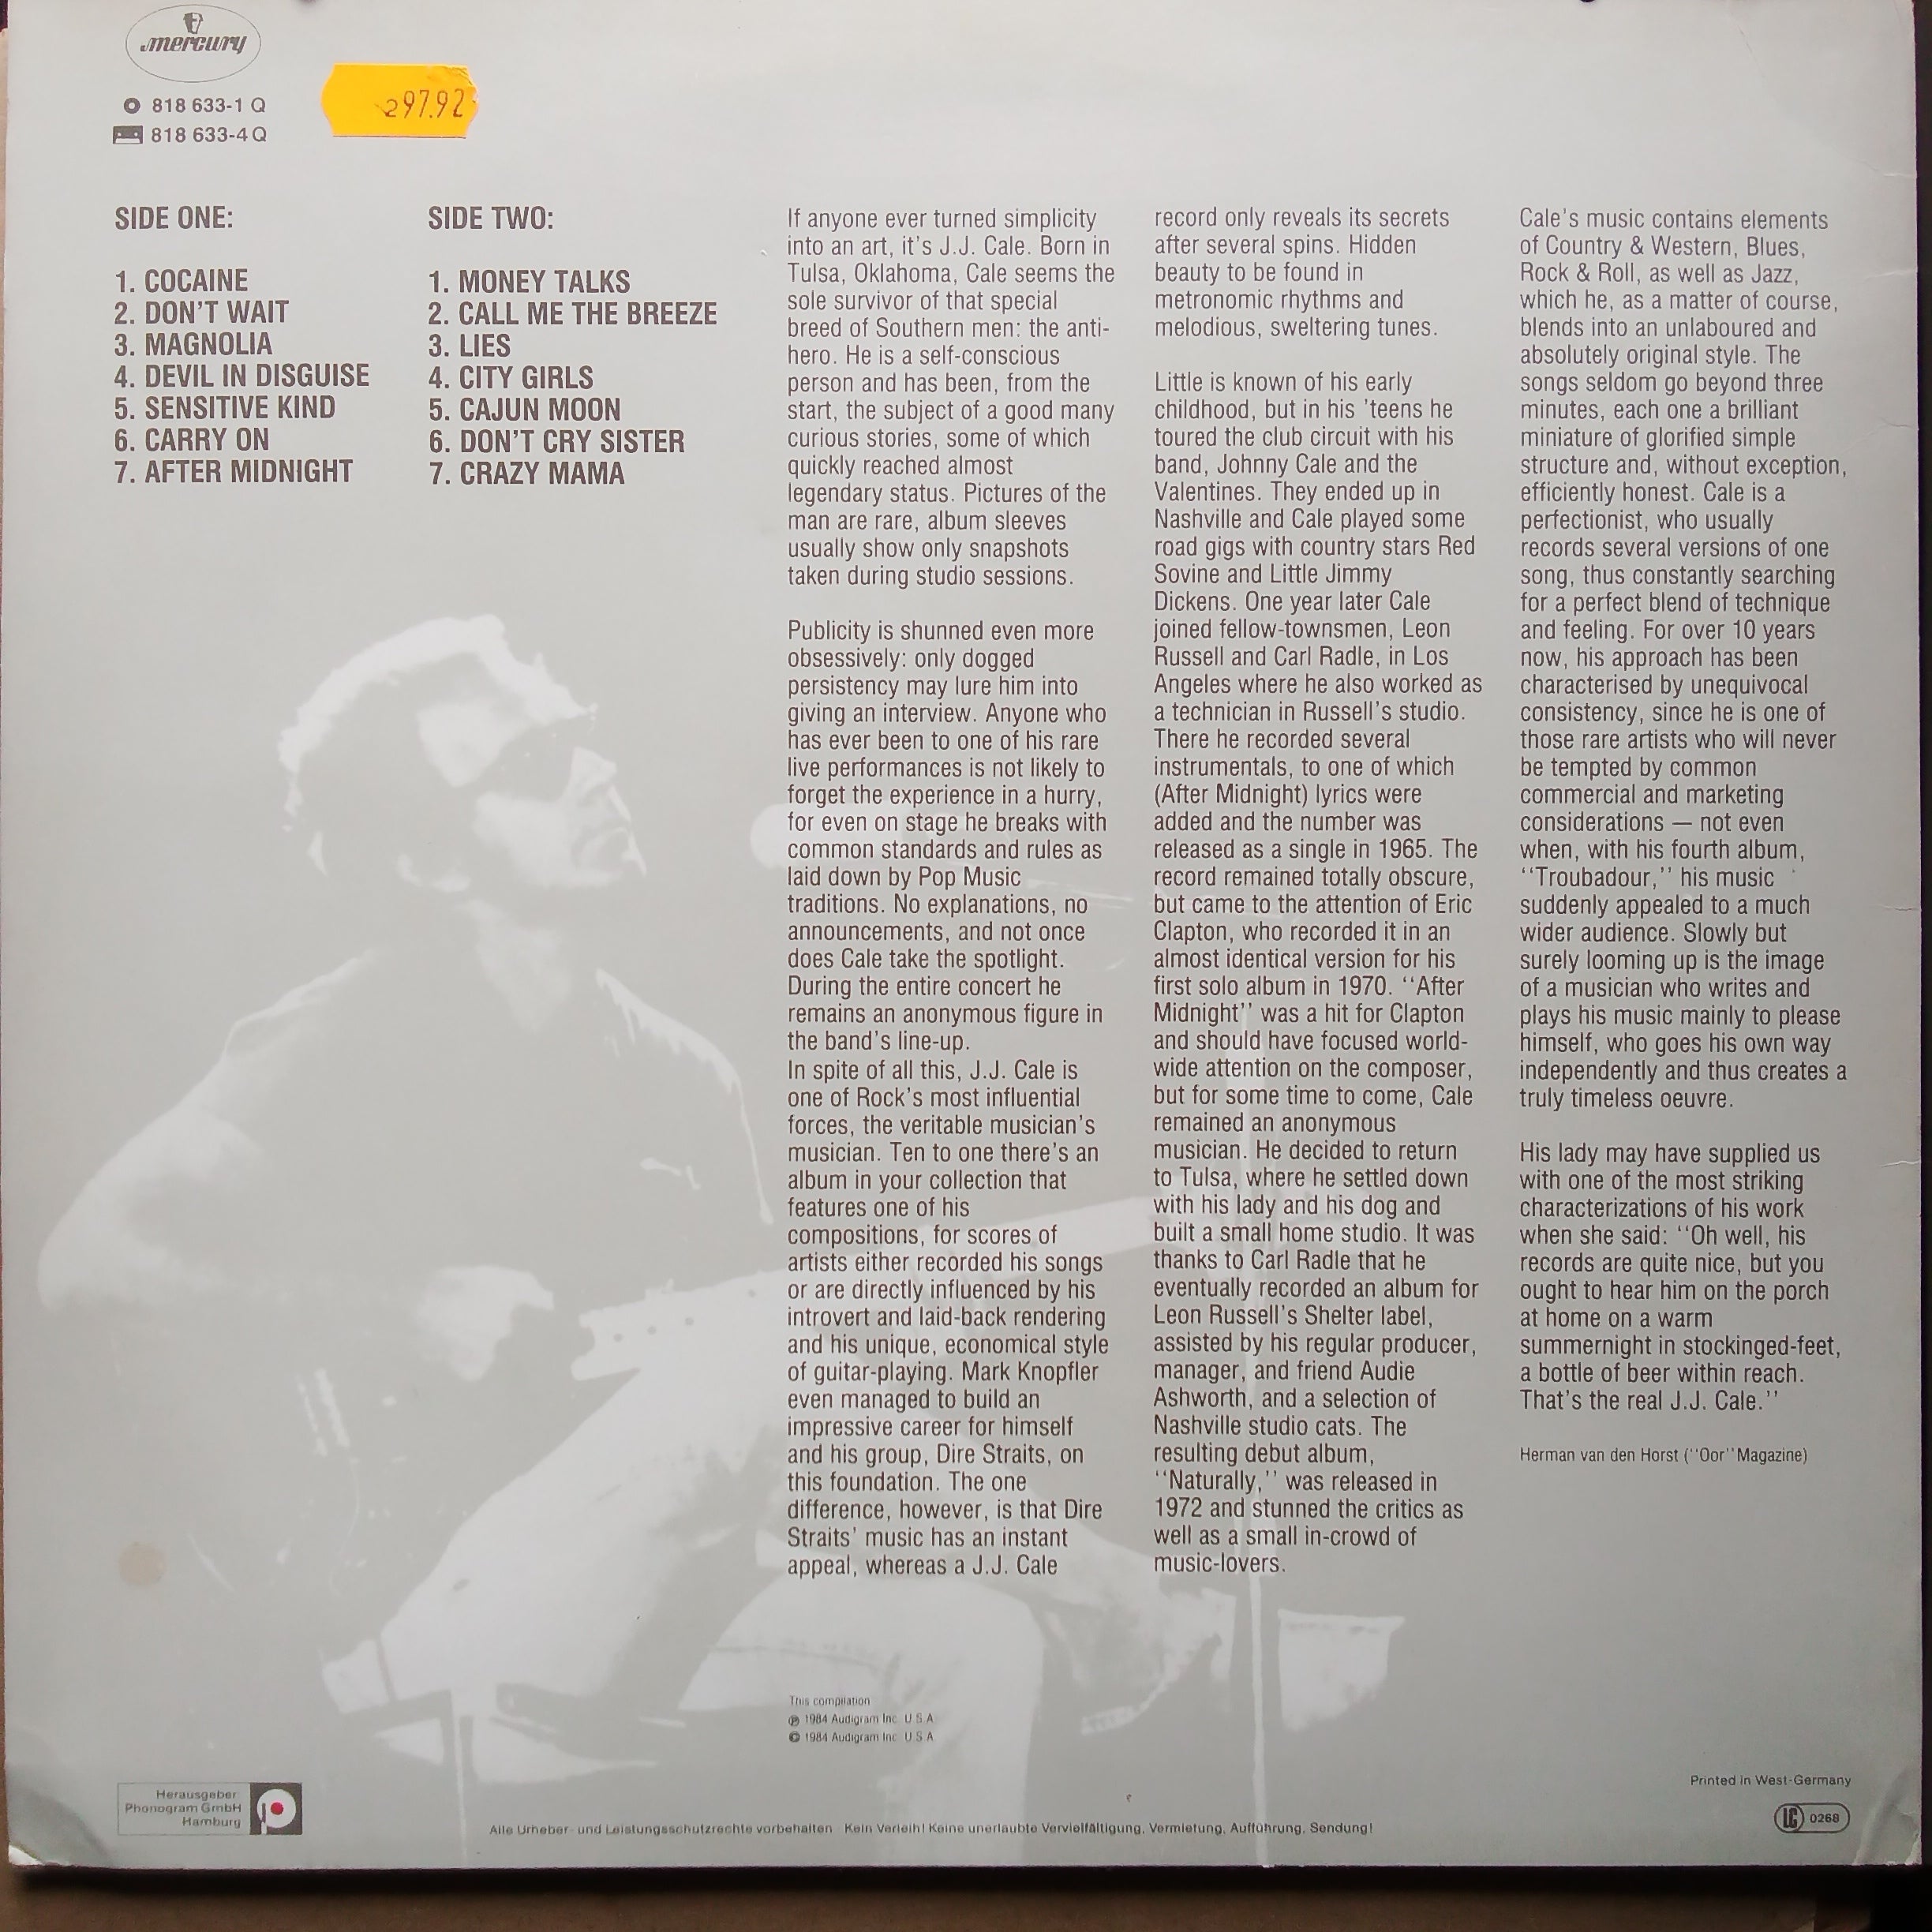 mercury
818 633-1 Q
818 633-4 Q
297.92
SIDE ONE:
1. COCAINE
2. DON'T WAIT
3. MAGNOLIA
4. DEVIL IN DISGUISE
5. SENSITIVE KIND
6. CARRY ON
7. AFTER MIDNIGHT
SIDE TWO:
1. MONEY TALKS
2. CALL ME THE BREEZE
3. LIES
4. CITY GIRLS
5. CAJUN MOON
6. DON'T CRY SISTER
7. CRAZY MAMA
If anyone ever turned simplicity
into an art, it's J.J. Cale. Born in
Tulsa, Oklahoma, Cale seems the
sole survivor of that special
breed of Southern men: the anti-
hero. He is a self-conscious
person and has been, from the
start, the subject of a good many
curious stories, some of which
quickly reached almost
legendary status. Pictures of the
man are rare, album sleeves
usually show only snapshots
taken during studio sessions.
Publicity is shunned even more
obsessively: only dogged
persistency may lure him into
giving an interview. Anyone who
has ever been to one of his rare
live performances is not likely to
forget the experience in a hurry,
for even on stage he breaks with
common standards and rules as
laid down by Pop Music
traditions. No explanations, no
announcements, and not once
does Cale take the spotlight.
During the entire concert he
remains an anonymous figure in
the band's line-up.
In spite of all this, J.J. Cale is
one of Rock's most influential
forces, the veritable musician's
musician. Ten to one there's an
album in your collection that
features one of his
compositions, for scores of
artists either recorded his songs
or are directly influenced by his
introvert and laid-back rendering
and his unique, economical style
of guitar-playing. Mark Knopfler
even managed to build an
impressive career for himself
and his group, Dire Straits, on
this foundation. The one
difference, however, is that Dire
Straits' music has an instant
appeal, whereas a J.J. Cale
record only reveals its secrets
after several spins. Hidden
beauty to be found in
metronomic rhythms and
melodious, sweltering tunes.
Little is known of his early
childhood, but in his 'teens he
toured the club circuit with his
band, Johnny Cale and the
Valentines. They ended up in
Nashville and Cale played some
road gigs with country stars Red
Sovine and Little Jimmy
Dickens. One year later Cale
joined fellow-townsmen, Leon
Russell and Carl Radle, in Los
Angeles where he also worked as
a technician in Russell's studio.
There he recorded several
instrumentals, to one of which
(After Midnight) lyrics were
added and the number was
released as a single in 1965. The
record remained totally obscure,
but came to the attention of Eric
Clapton, who recorded it in an
almost identical version for his
first solo album in 1970. ''After
Midnight'' was a hit for Clapton
and should have focused world-
wide attention on the composer,
but for some time to come, Cale
remained an anonymous
musician. He decided to return
to Tulsa, where he settled down
with his lady and his dog and
built a small home studio. It was
thanks to Carl Radle that he
eventually recorded an album for
Leon Russell's Shelter label,
assisted by his regular producer,
manager, and friend Audie
Ashworth, and a selection of
Nashville studio cats. The
resulting debut album,
''Naturally,'' was released in
1972 and stunned the critics as
well as a small in-crowd of
music-lovers.
Cale's music contains elements
of Country & Western, Blues,
Rock & Roll, as well as Jazz,
which he, as a matter of course,
blends into an unlaboured and
absolutely original style. The
songs seldom go beyond three
minutes, each one a brilliant
miniature of glorified simple
structure and, without exception,
efficiently honest. Cale is a
perfectionist, who usually
records several versions of one
song, thus constantly searching
for a perfect blend of technique
and feeling. For over 10 years
now, his approach has been
characterised by unequivocal
consistency, since he is one of
those rare artists who will never
be tempted by common
commercial and marketing
considerations — not even
when, with his fourth album,
''Troubadour,'' his music
suddenly appealed to a much
wider audience. Slowly but
surely looming up is the image
of a musician who writes and
plays his music mainly to please
himself, who goes his own way
independently and thus creates a
truly timeless oeuvre.
His lady may have supplied us
with one of the most striking
characterizations of his work
when she said: ''Oh well, his
records are quite nice, but you
ought to hear him on the porch
at home on a warm
summernight in stockinged-feet,
a bottle of beer within reach.
That's the real J.J. Cale.''
Herman van den Horst (''Oor'' Magazine)
This compilation
℗ 1984 Audigram Inc. U.S.A.
© 1984 Audigram Inc. U.S.A.
Herausgeber
Phonogram GmbH
Hamburg
Alle Urheber- und Leistungsschutzrechte vorbehalten · Kein Verleih! Keine unerlaubte Vervielfältigung, Vermietung, Aufführung, Sendung!
Printed in West-Germany
LC 0268